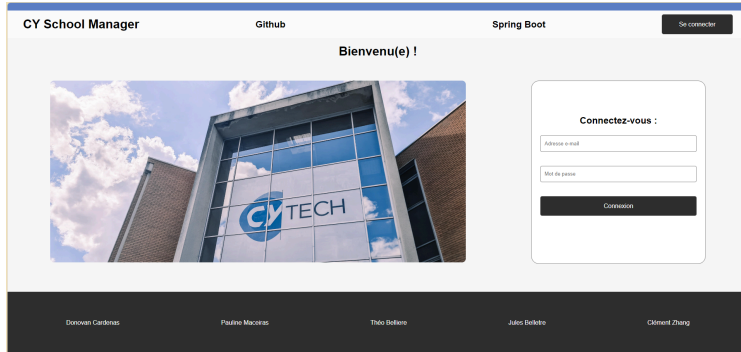 CY School Manager Github Spring Boot Se connecter
Bienvenu(e) !
CY TECH
Connectez-vous :
Adresse e-mail
Mot de passe
Connexion
Donovan Cardenas Pauline Maceiras Théo Belliere Jules Belletre Clément Zhang